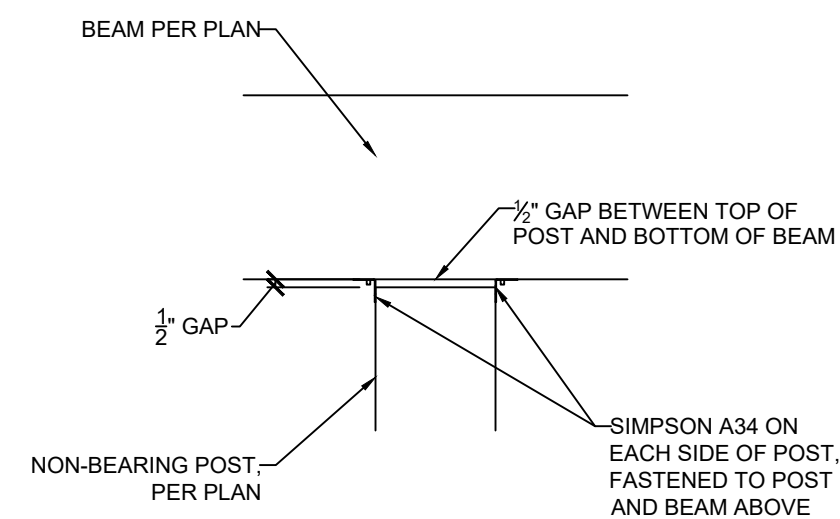 BEAM PER PLAN
½" GAP BETWEEN TOP OF
POST AND BOTTOM OF BEAM
½" GAP
NON-BEARING POST,
PER PLAN
SIMPSON A34 ON
EACH SIDE OF POST,
FASTENED TO POST
AND BEAM ABOVE